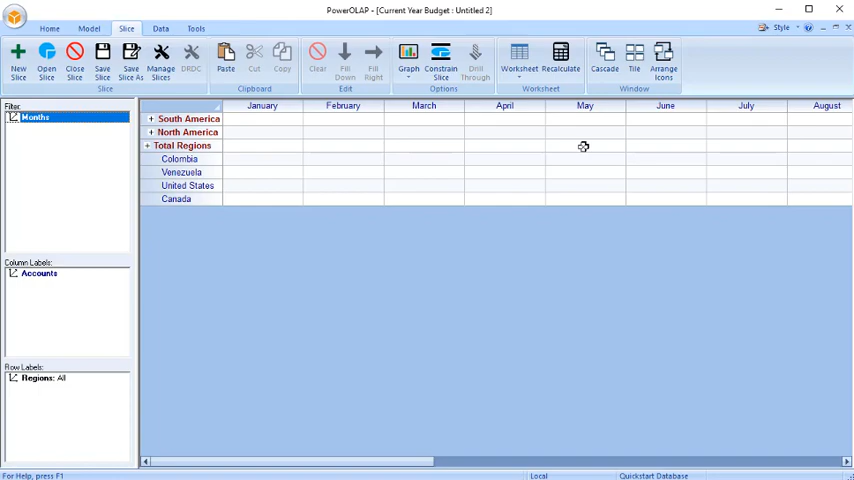 PowerOLAP - [Current Year Budget : Untitled 2]
Home Model Slice Data Tools Style
New Slice Open Slice Close Slice Save Slice Save Slice As Manage Slices DRDC Paste Cut Copy Clear Fill Down Fill Right Graph Constrain Slice Drill Through Worksheet Recalculate Cascade Tile Arrange Icons
Slice Clipboard Edit Options Worksheet Window
Filter:
Months
Column Labels:
Accounts
Row Labels:
Regions: All
January February March April May June July August
South America
North America
Total Regions
Colombia
Venezuela
United States
Canada
For Help, press F1 Local Quickstart Database